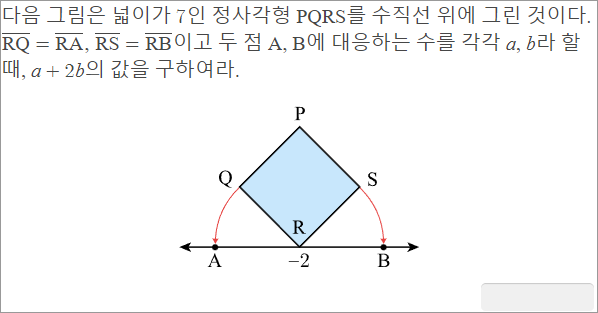 다음 그림은 넓이가 7인 정사각형 PQRS를 수직선 위에 그린 것이다.
RQ = RA, RS = RB이고 두 점 A, B에 대응하는 수를 각각 a, b라 할
때, a + 2b의 값을 구하여라.
P
Q
S
R
A
−2
B